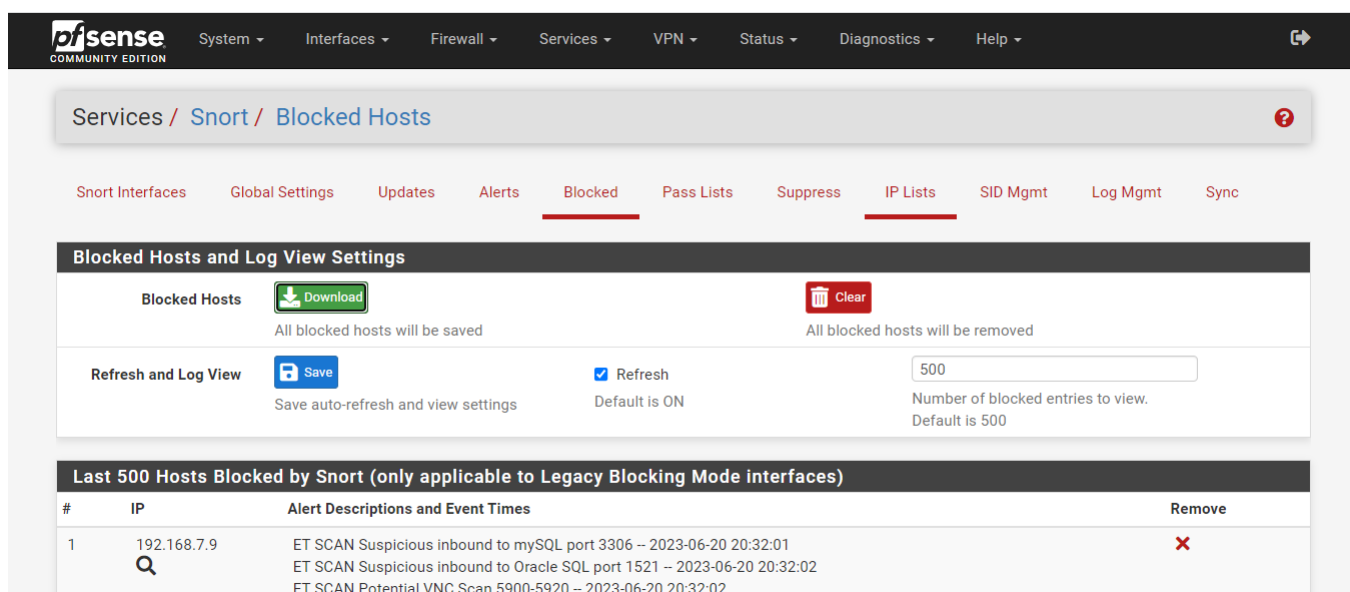 pfsense System Interfaces Firewall Services VPN Status Diagnostics Help
COMMUNITY EDITION
Services / Snort / Blocked Hosts
Snort Interfaces Global Settings Updates Alerts Blocked Pass Lists Suppress IP Lists SID Mgmt Log Mgmt Sync
Blocked Hosts and Log View Settings
Blocked Hosts Download Clear
All blocked hosts will be saved All blocked hosts will be removed
Refresh and Log View Save Refresh 500
Save auto-refresh and view settings Default is ON Number of blocked entries to view.
Default is 500
Last 500 Hosts Blocked by Snort (only applicable to Legacy Blocking Mode interfaces)
# IP Alert Descriptions and Event Times Remove
1 192.168.7.9 ET SCAN Suspicious inbound to mySQL port 3306 -- 2023-06-20 20:32:01
ET SCAN Suspicious inbound to Oracle SQL port 1521 -- 2023-06-20 20:32:02
ET SCAN Potential VNC Scan 5900-5920 -- 2023-06-20 20:32:02